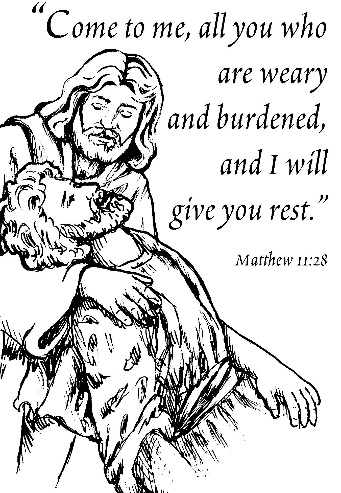 “Come to me, all you who
are weary
and burdened,
and I will
give you rest.”
Matthew 11:28